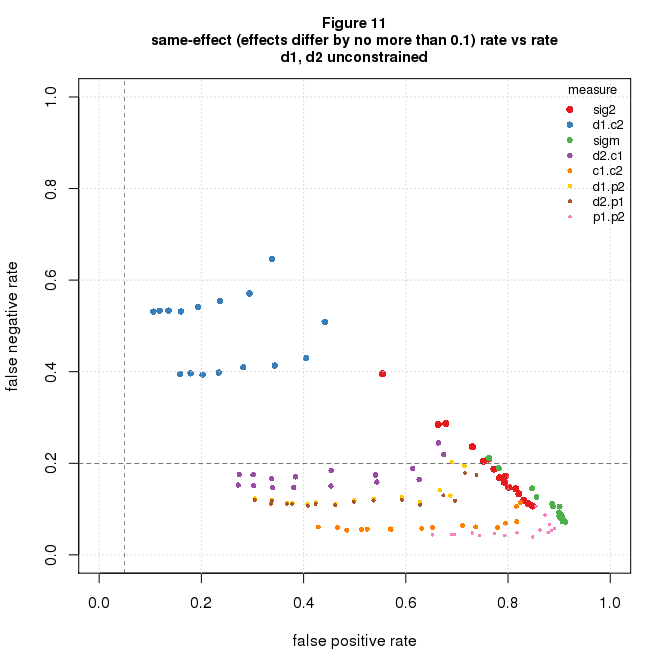 Figure 11
same-effect (effects differ by no more than 0.1) rate vs rate
d1, d2 unconstrained
measure
sig2
d1.c2
sigm
d2.c1
c1.c2
d1.p2
d2.p1
p1.p2
false negative rate
1.0
0.8
0.6
0.4
0.2
0.0
0.0 0.2 0.4 0.6 0.8 1.0
false positive rate